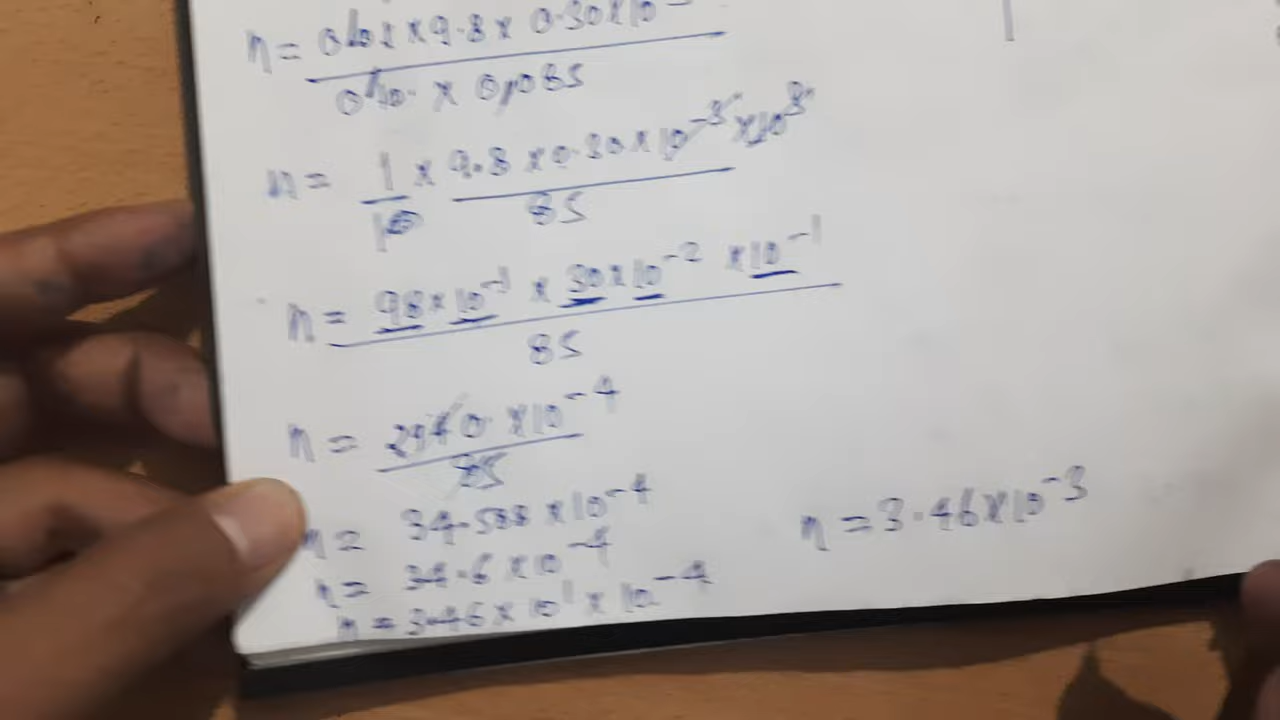 η = 0.01 × 9.8 × 0.30 × 10
0.10 × 0.085
η = 1/10 × 9.8 × 0.30 × 10⁻³ × 10³ / 85
η = 98 × 10⁻¹ × 30 × 10⁻² × 10⁻¹ / 85
η = 2940 × 10⁻⁴ / 85
η = 34.588 × 10⁻⁴
η = 34.6 × 10⁻⁴
η = 3.46 × 10¹ × 10⁻⁴
η = 3.46 × 10⁻³